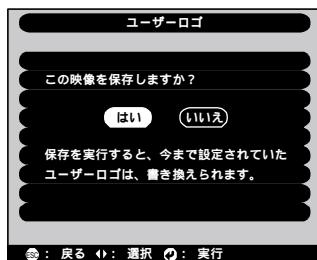 ユーザーロゴ
この映像を保存しますか？
はい いいえ
保存を実行すると、今まで設定されていた
ユーザーロゴは、書き換えられます。
ESC : 戻る : 選択 : 実行